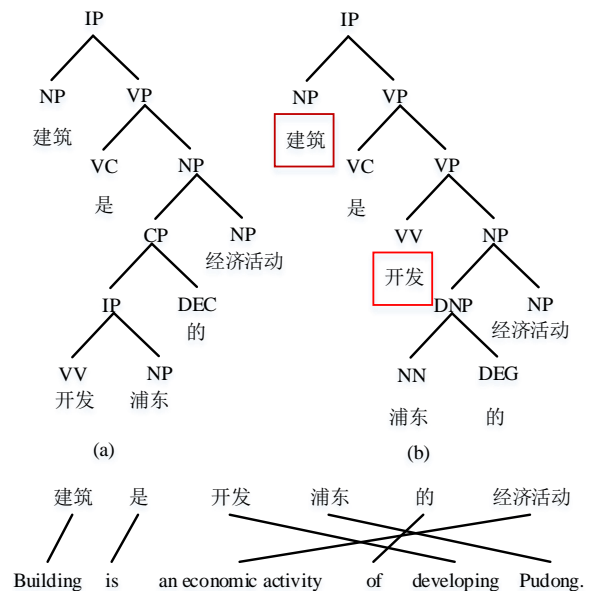 IP IP
NP VP NP VP
建筑 建筑
VC NP VC VP
是 是
CP NP VV NP
经济活动 开发
IP DEC DNP NP
的 经济活动
VV NP NN DEG
开发 浦东 浦东 的
(a) (b)
建筑 是 开发 浦东 的 经济活动
Building is an economic activity of developing Pudong.